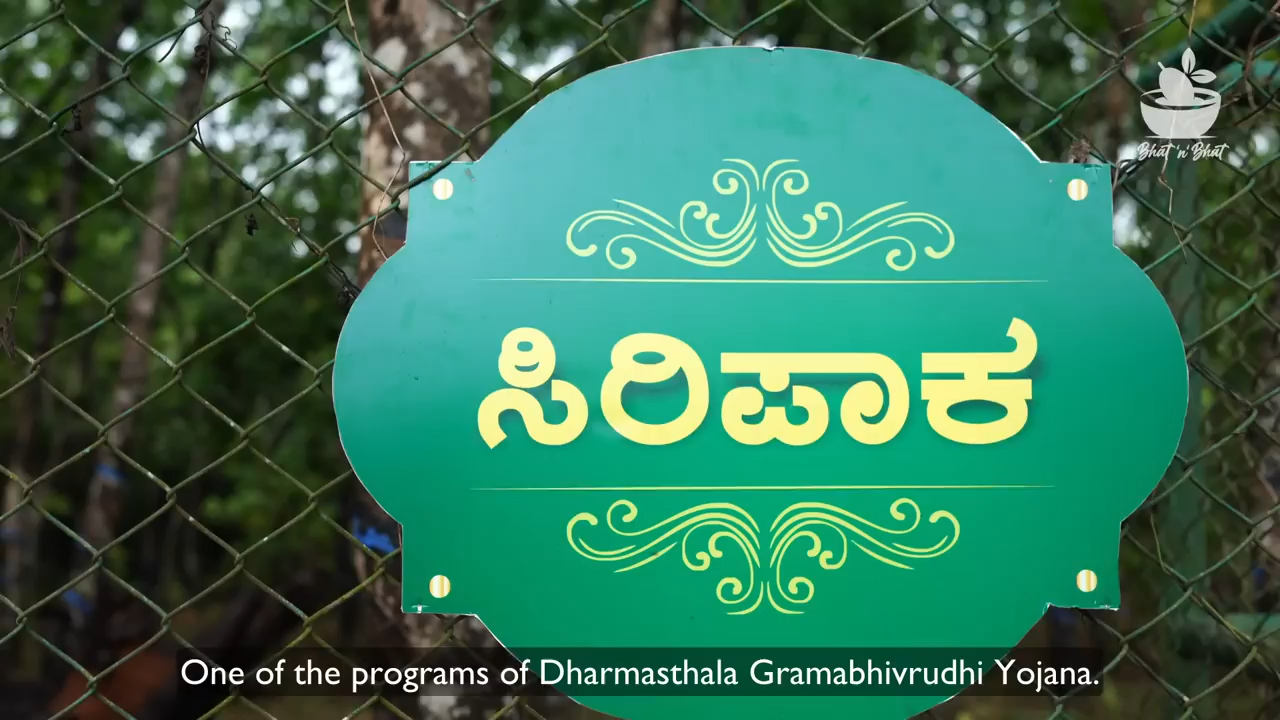 Bhat 'n' Bhat
ಸಿರಿಪಾಕ
One of the programs of Dharmasthala Gramabhivrudhi Yojana.